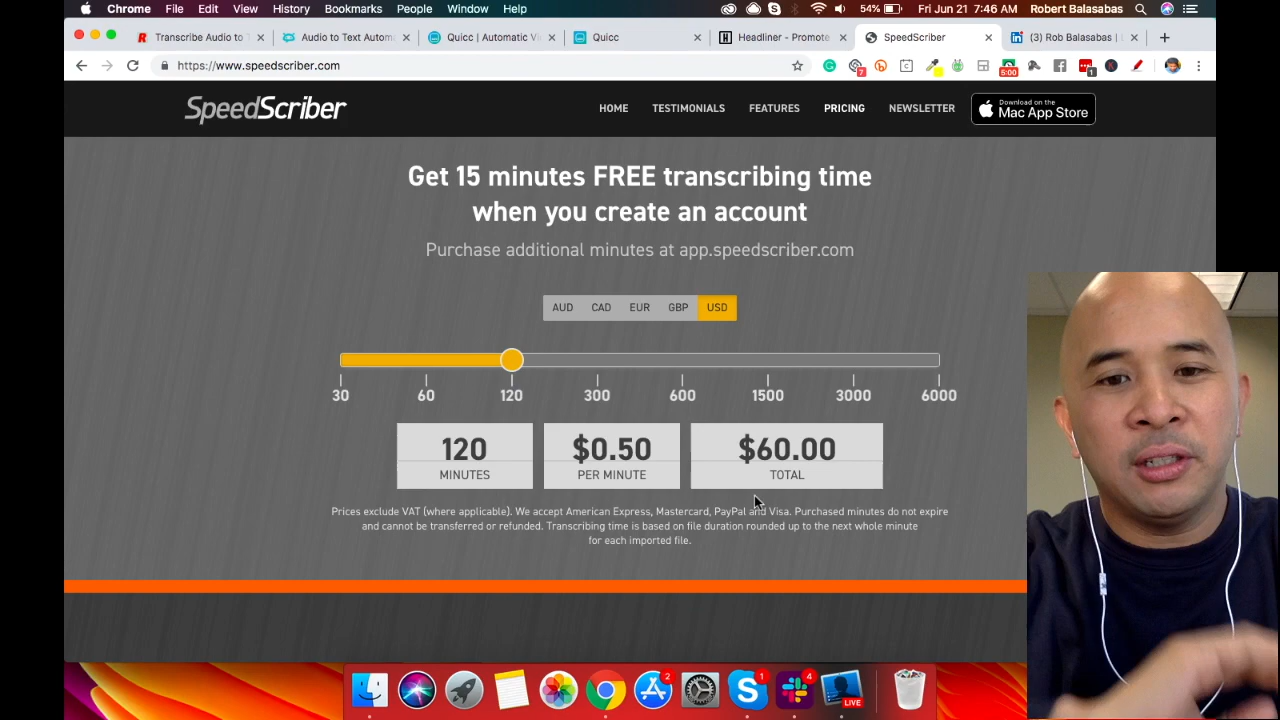 Chrome File Edit View History Bookmarks People Window Help
54% Fri Jun 21 7:46 AM Robert Balasabas
Transcribe Audio to T
Audio to Text Autom
Quicc | Automatic Vi
Quicc
Headliner - Promote
SpeedScriber
(3) Rob Balasabas | L
https://www.speedscriber.com
7
5:00
1
SpeedScriber
HOME TESTIMONIALS FEATURES PRICING NEWSLETTER
Download on the
Mac App Store
Get 15 minutes FREE transcribing time
when you create an account
Purchase additional minutes at app.speedscriber.com
AUD CAD EUR GBP USD
30 60 120 300 600 1500 3000 6000
120 $0.50 $60.00
MINUTES PER MINUTE TOTAL
Prices exclude VAT (where applicable). We accept American Express, Mastercard, PayPal and Visa. Purchased minutes do not expire
and cannot be transferred or refunded. Transcribing time is based on file duration rounded up to the next whole minute
for each imported file.
2 1 4
LIVE